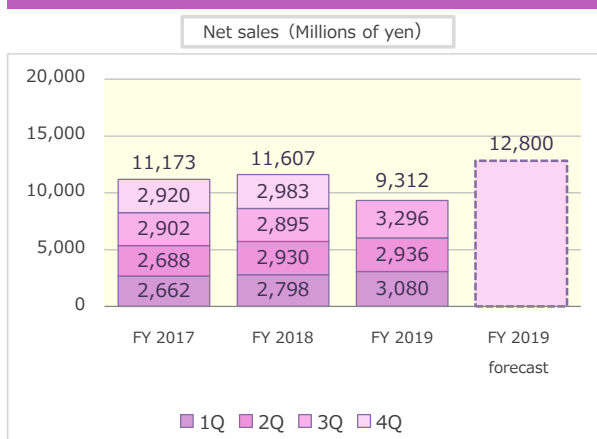 Net sales（Millions of yen）
20,000
15,000
10,000
5,000
0
11,173
2,920
2,902
2,688
2,662
11,607
2,983
2,895
2,930
2,798
9,312
3,296
2,936
3,080
12,800
FY 2017
FY 2018
FY 2019
FY 2019
forecast
1Q 2Q 3Q 4Q